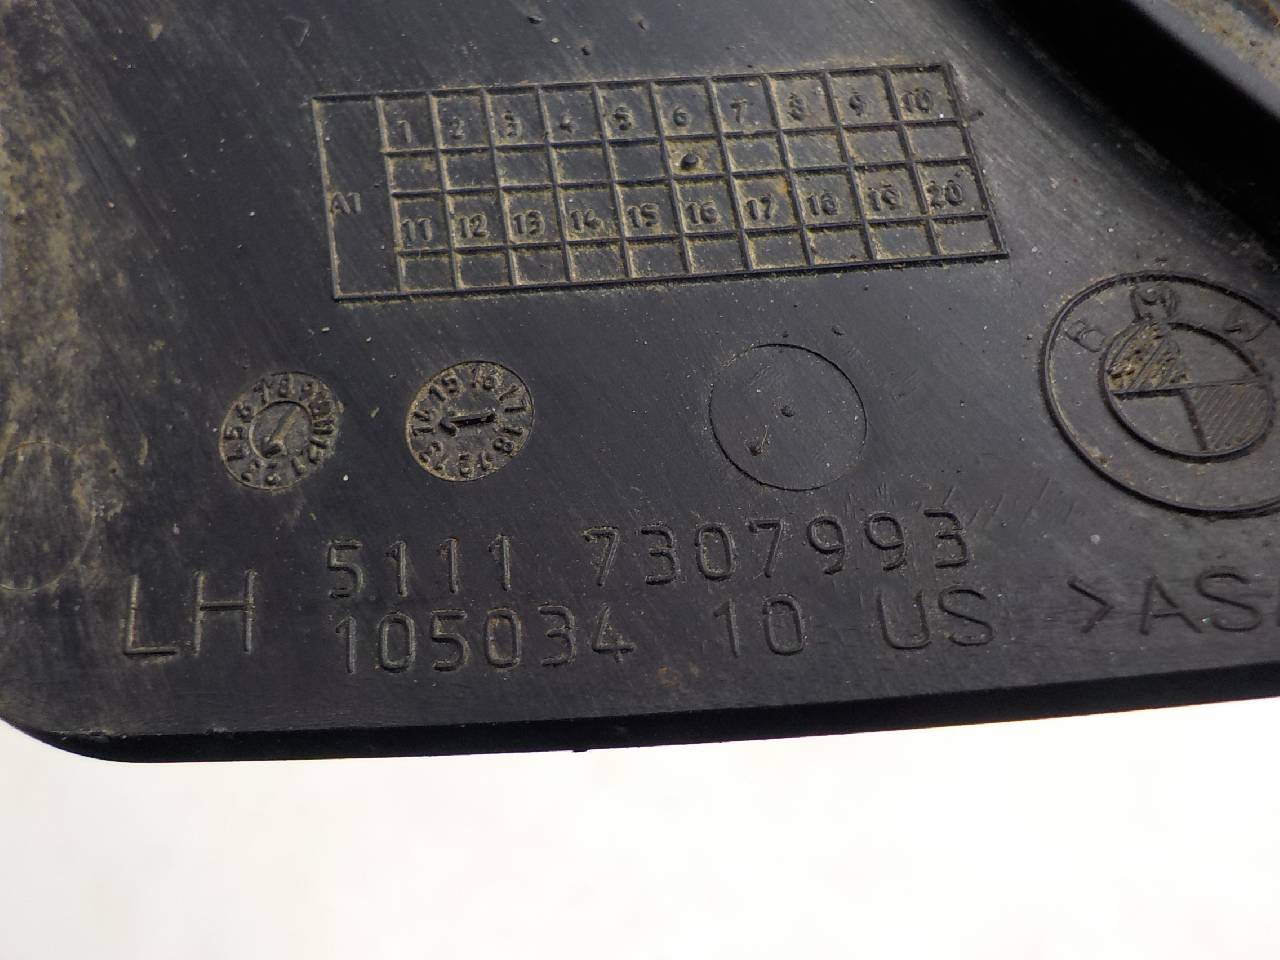 1 2 3 4 5 6 7 8 9 10
A1
11 12 13 14 15 16 17 18 19 20
B M W
5111 7307993
LH 105034 10 US >ASA